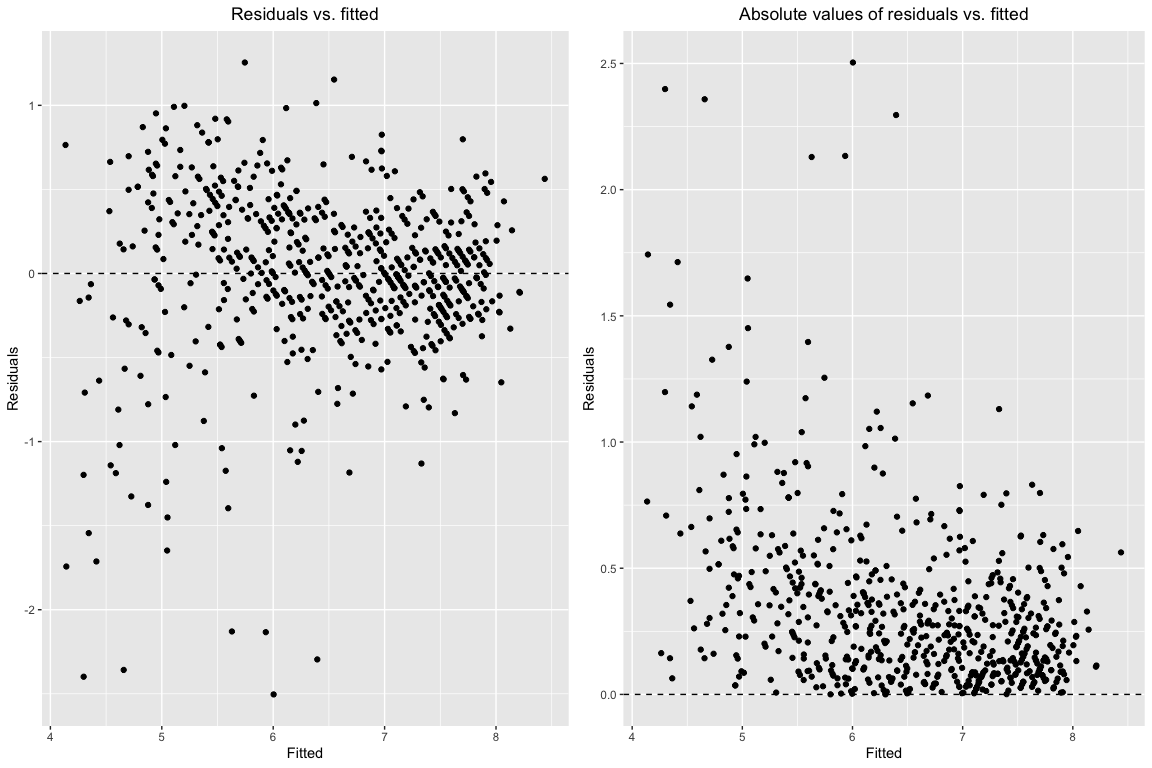 Residuals vs. fitted
Residuals
1
0
-1
-2
4 5 6 7 8
Fitted
Absolute values of residuals vs. fitted
Residuals
2.5
2.0
1.5
1.0
0.5
0.0
4 5 6 7 8
Fitted